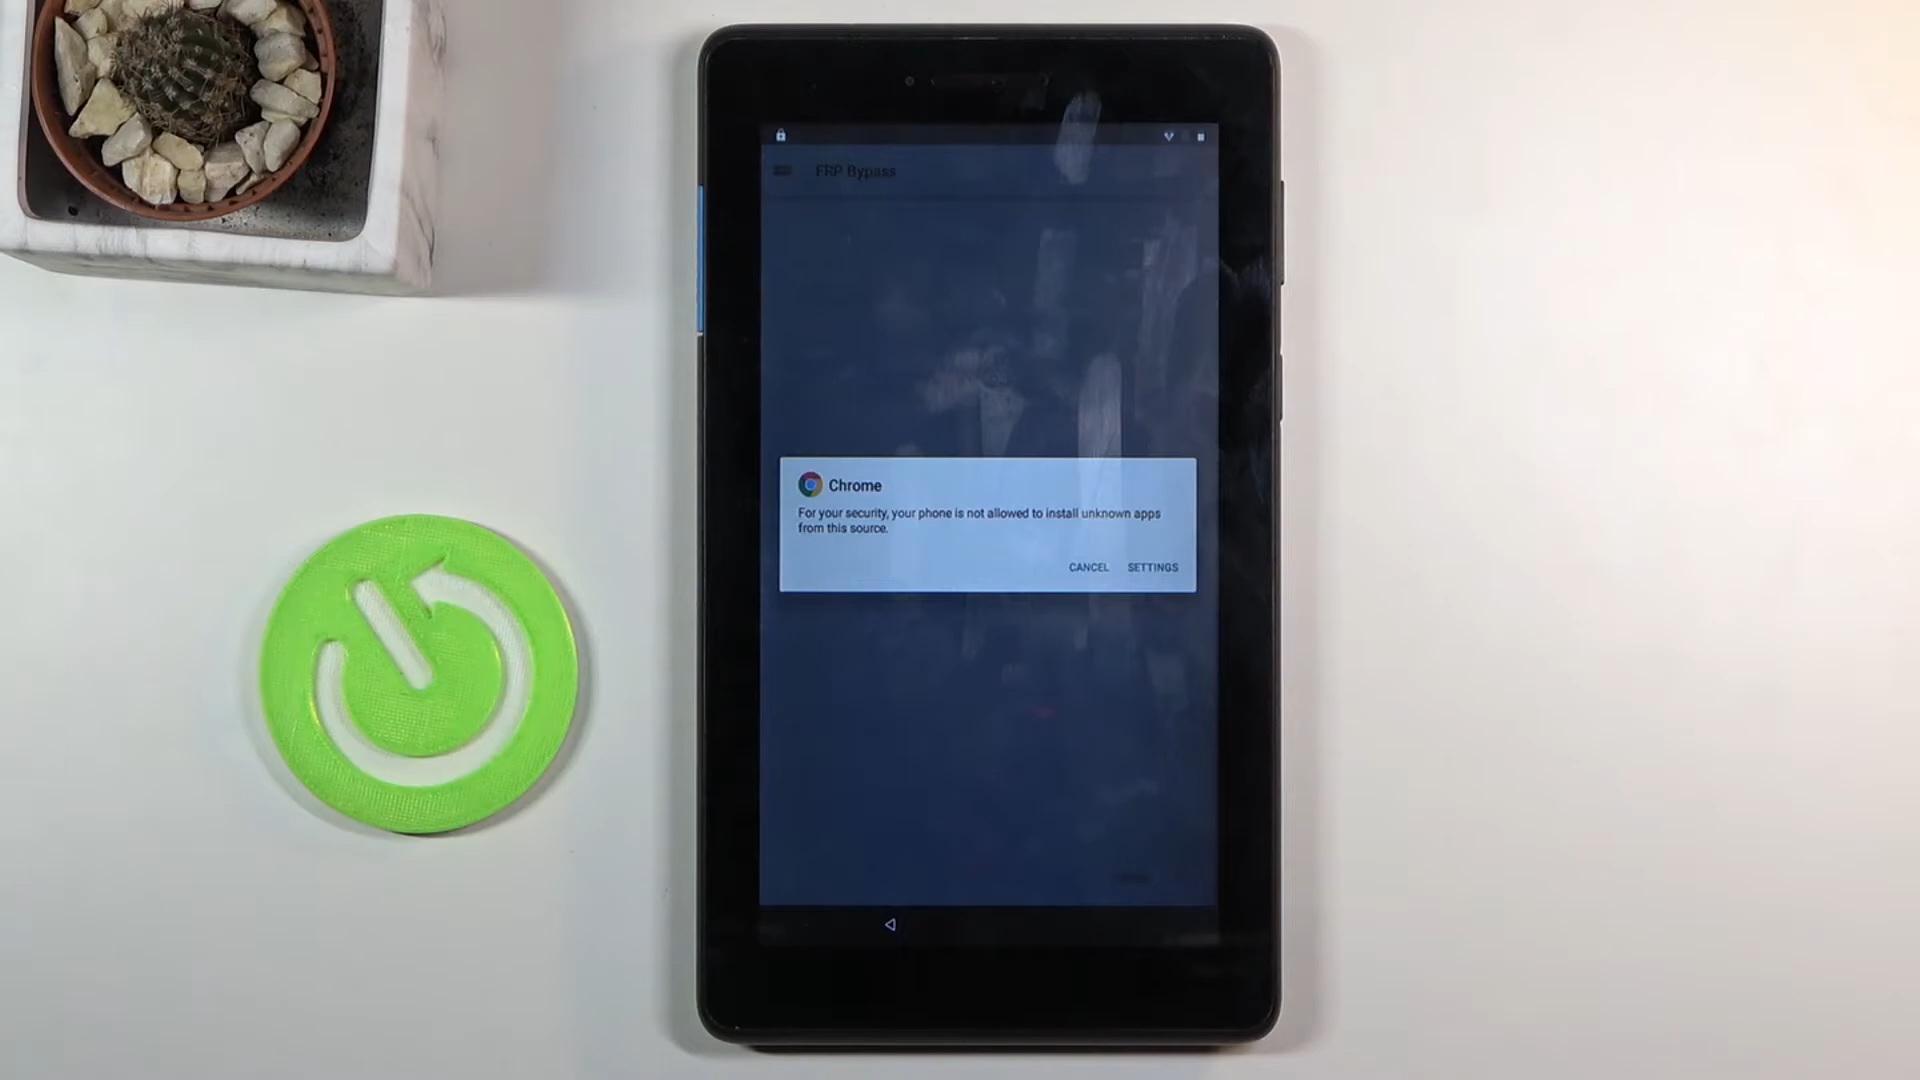 FRP Bypass
Chrome
For your security, your phone is not allowed to install unknown apps
from this source.
CANCEL SETTINGS